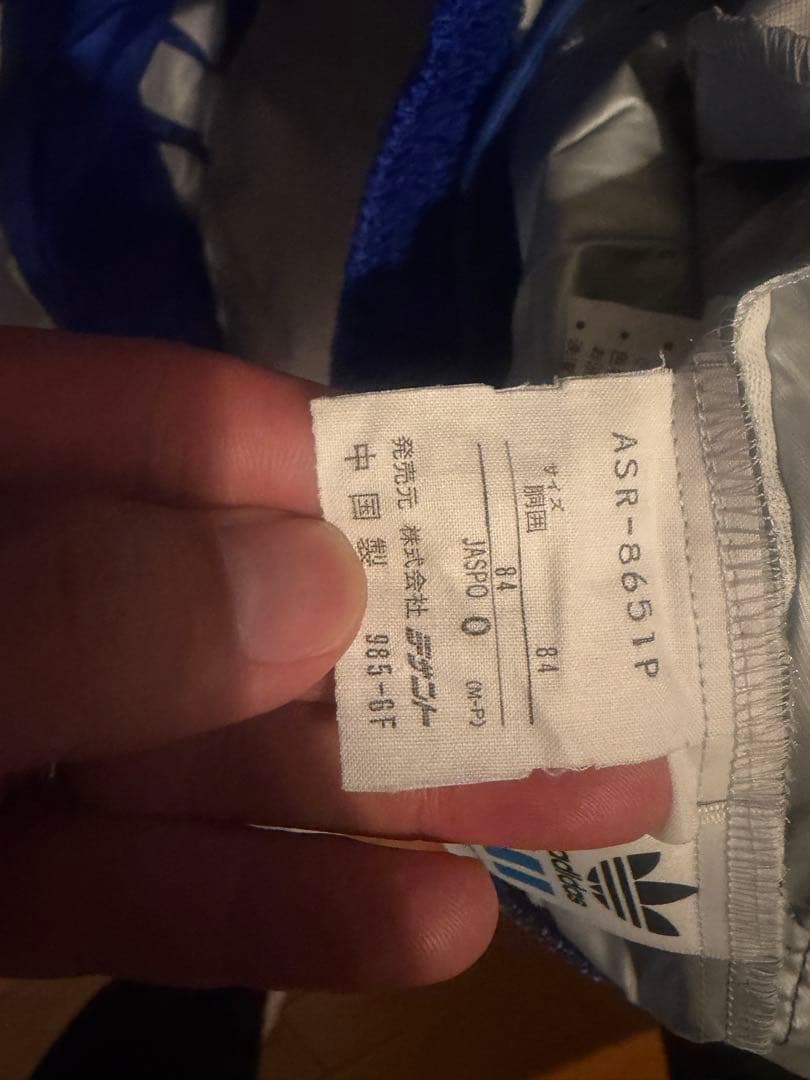 ASR-8651P
サイズ
胴囲 84
84
JASPO O (M-P)
発売元 株式会社デサント
中国製 985-6F
adidas